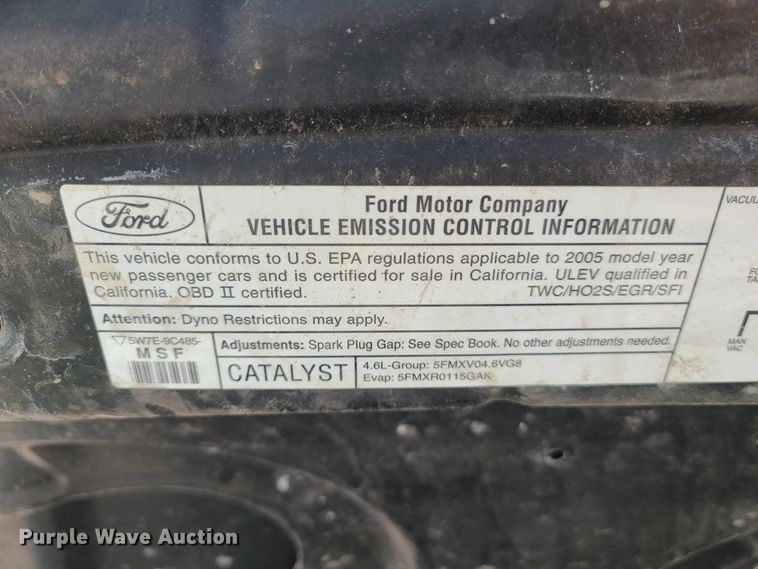 Ford
Ford Motor Company
VEHICLE EMISSION CONTROL INFORMATION
This vehicle conforms to U.S. EPA regulations applicable to 2005 model year
new passenger cars and is certified for sale in California. ULEV qualified in
California. OBD II certified.
TWC/HO2S/EGR/SFI
Attention: Dyno Restrictions may apply.
5W7E-9C485-
MSF
Adjustments: Spark Plug Gap: See Spec Book. No other adjustments needed.
CATALYST
4.6L-Group: 5FMXV04.6VG8
Evap: 5FMXR0115GAK
MAN
VAC
Purple Wave Auction